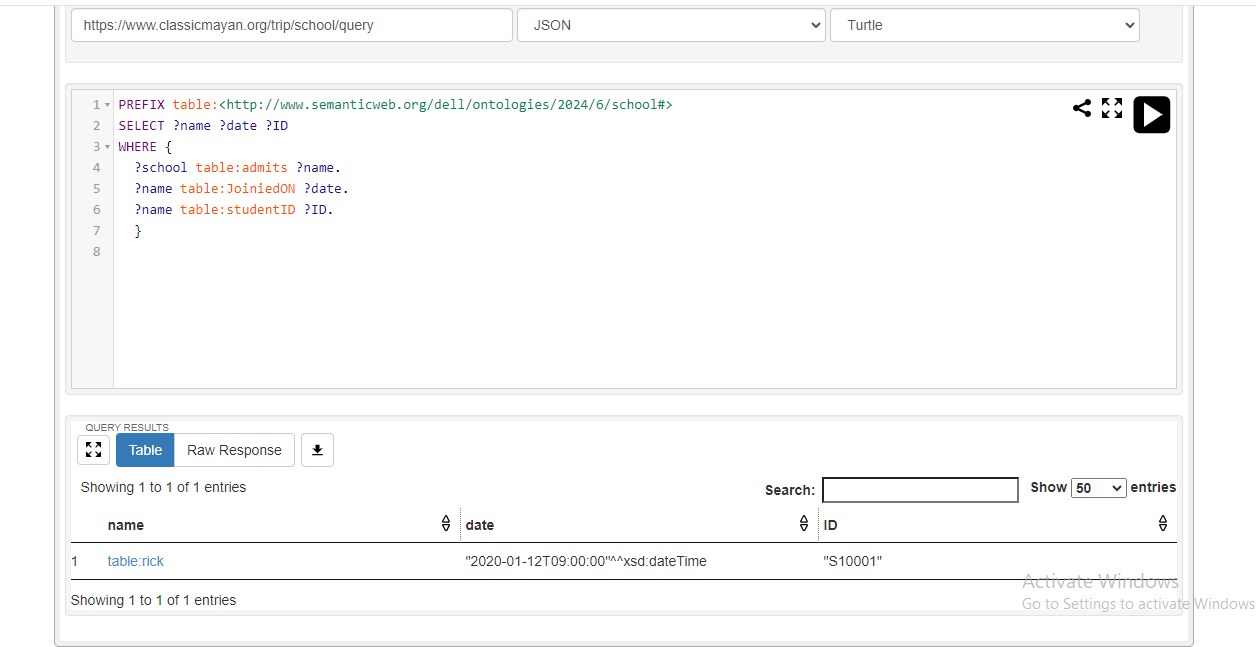 https://www.classicmayan.org/trip/school/query JSON Turtle
1 PREFIX table:<http://www.semanticweb.org/dell/ontologies/2024/6/school#>
2 SELECT ?name ?date ?ID
3 WHERE {
4 ?school table:admits ?name.
5 ?name table:JoiniedON ?date.
6 ?name table:studentID ?ID.
7 }
8
QUERY RESULTS
Table Raw Response
Showing 1 to 1 of 1 entries Search: Show 50 entries
name date ID
1 table:rick "2020-01-12T09:00:00"^^xsd:dateTime "S10001"
Activate Windows
Showing 1 to 1 of 1 entries
Go to Settings to activate Windows